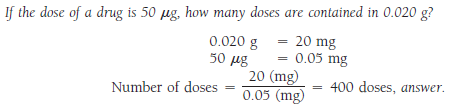 If the dose of a drug is 50 μg, how many doses are contained in 0.020 g?
0.020 g = 20 mg
50 μg = 0.05 mg
Number of doses = 20 (mg) / 0.05 (mg) = 400 doses, answer.